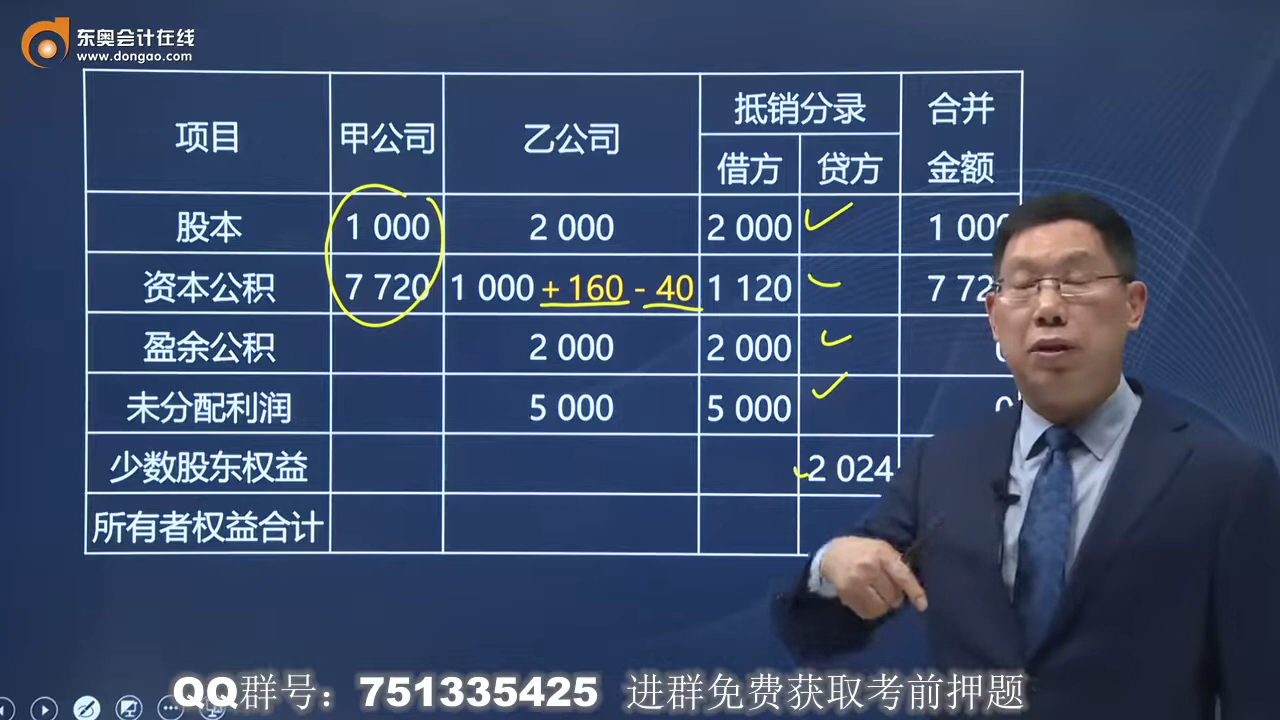 东奥会计在线
www.dongao.com
项目 甲公司 乙公司 抵销分录 合并金额
借方 贷方
股本 1 000 2 000 2 000 1 000
资本公积 7 720 1 000 + 160 - 40 1 120 7 72
盈余公积 2 000 2 000
未分配利润 5 000 5 000
少数股东权益 2 024
所有者权益合计
QQ群号：751335425 进群免费获取考前押题